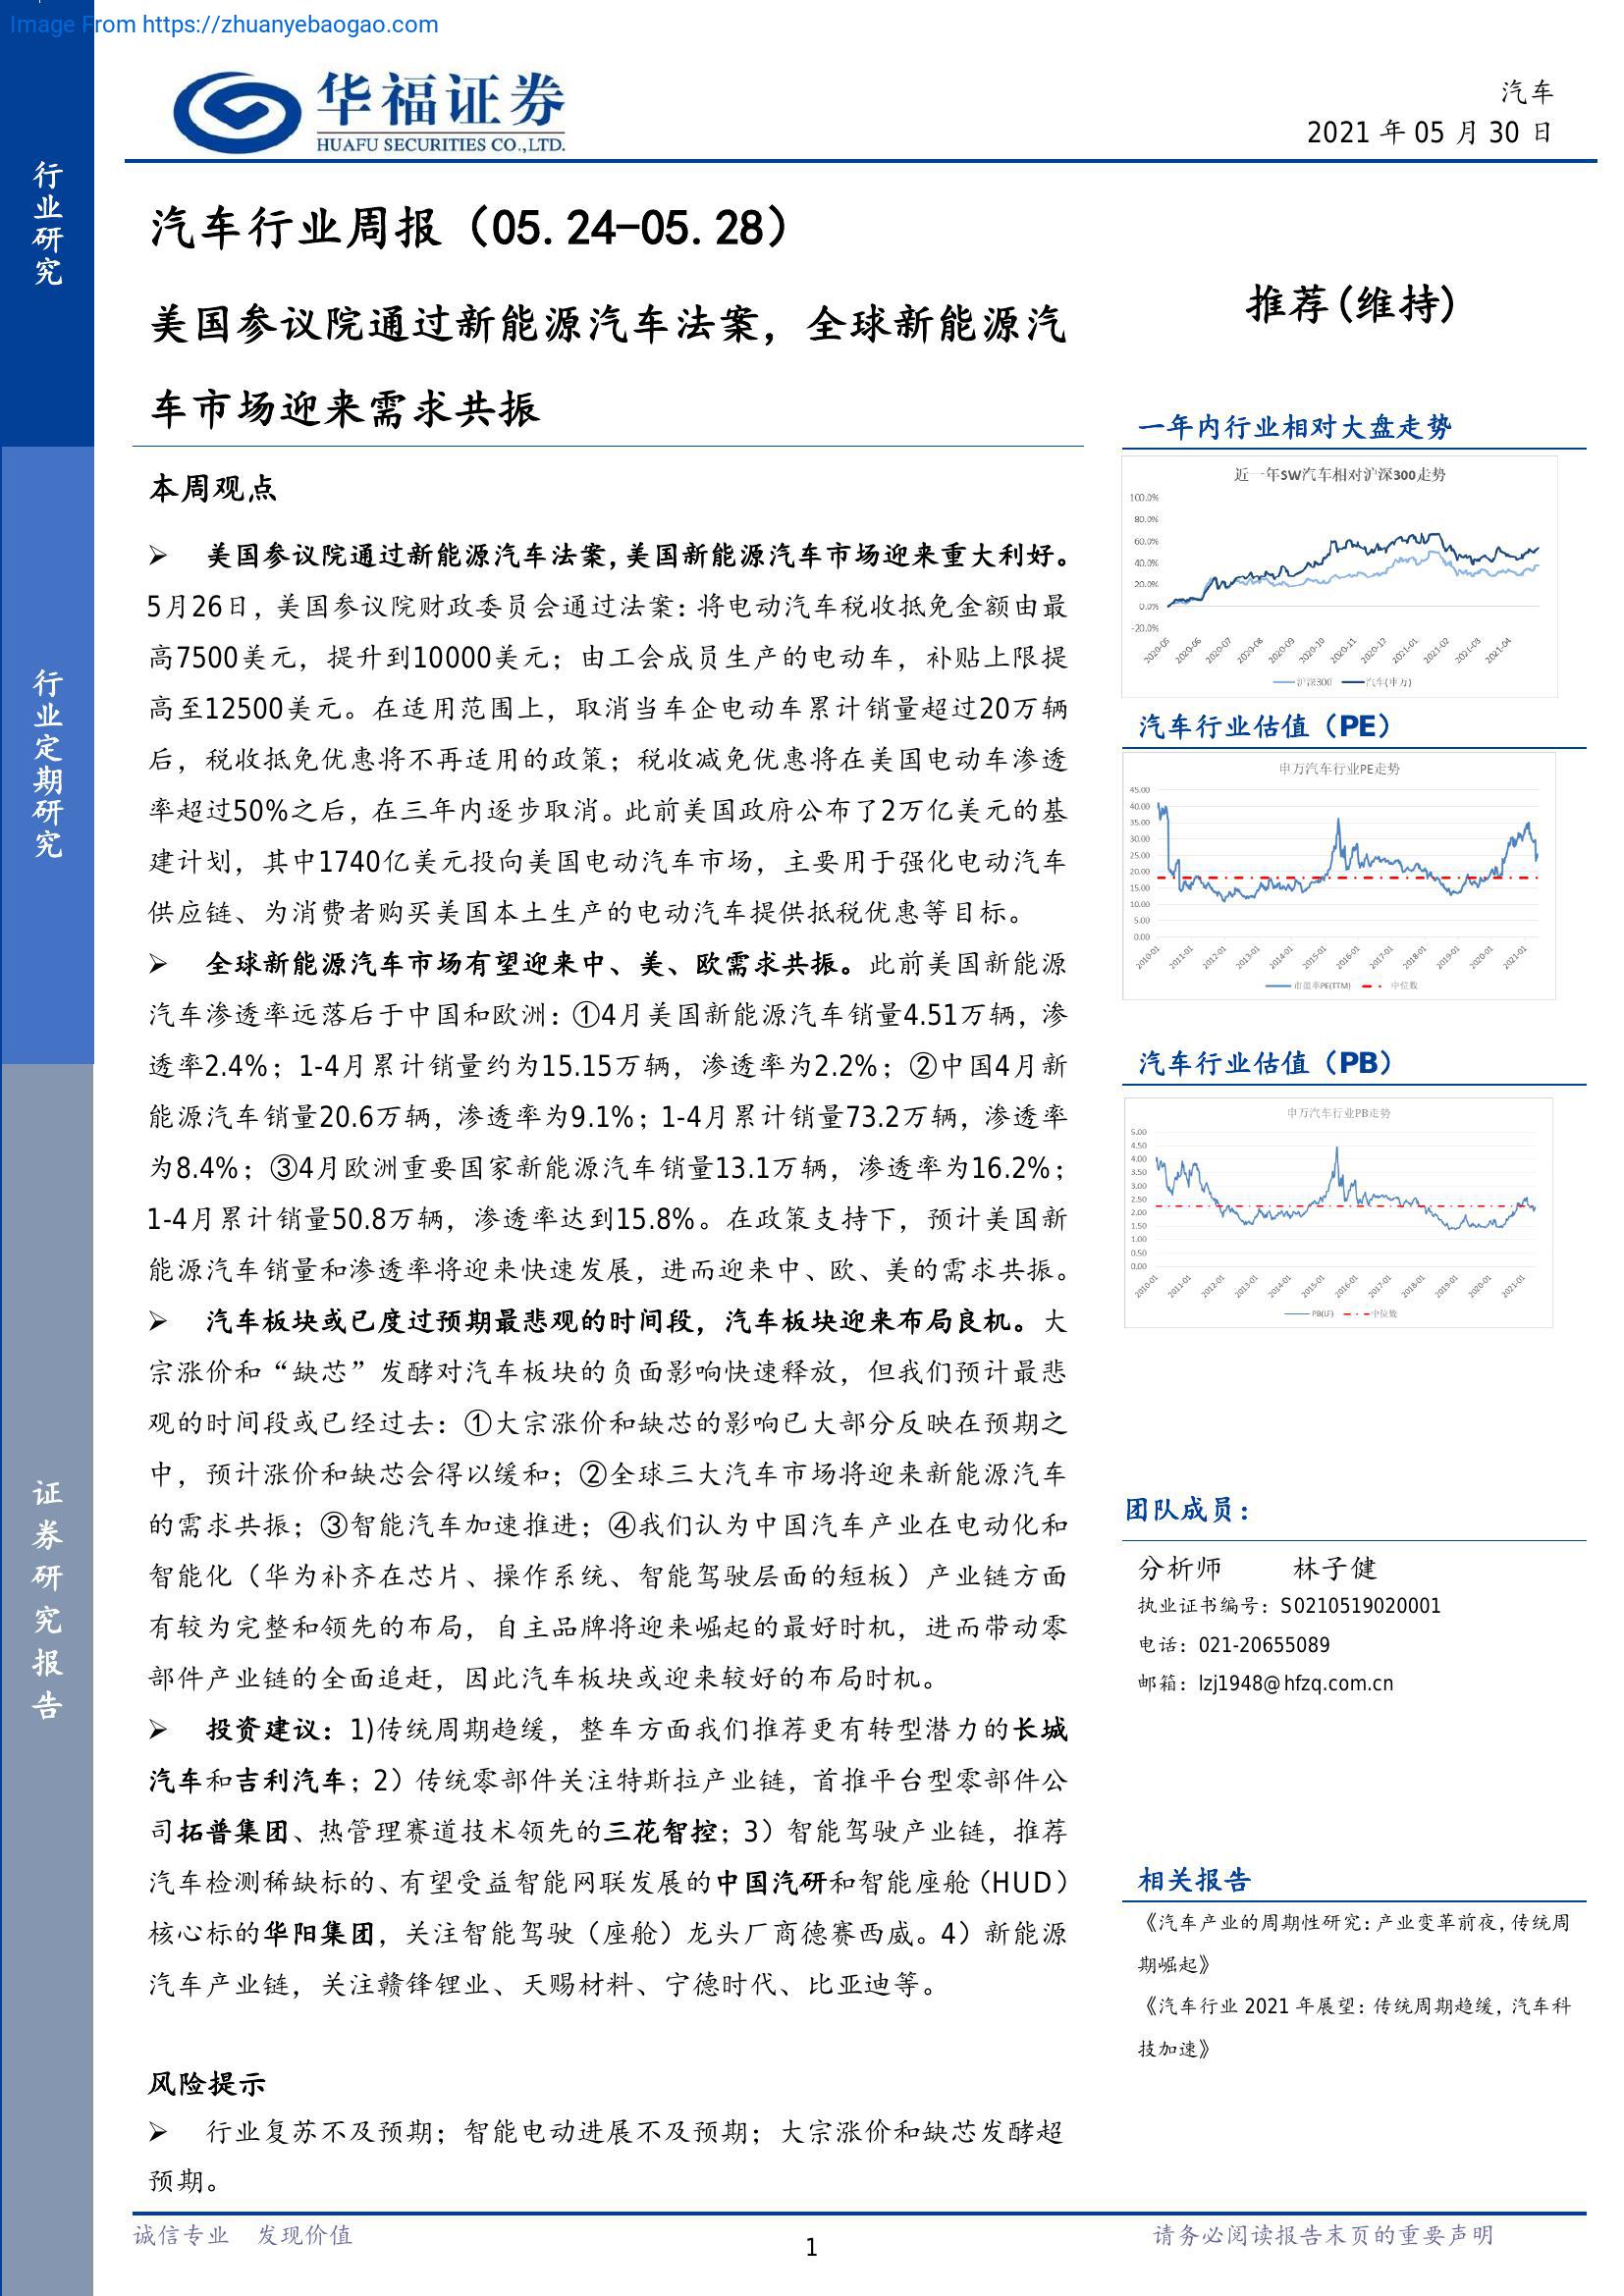 Image From https://zhuanyebaogao.com
华福证券
HUAFU SECURITIES CO.,LTD.
汽车
2021 年 05 月 30 日
行业研究
行业定期研究
证券研究报告
汽车行业周报（05.24-05.28）
美国参议院通过新能源汽车法案，全球新能源汽
车市场迎来需求共振
本周观点
➢ 美国参议院通过新能源汽车法案，美国新能源汽车市场迎来重大利好。
5月26日，美国参议院财政委员会通过法案：将电动汽车税收抵免金额由最
高7500美元，提升到10000美元；由工会成员生产的电动车，补贴上限提
高至12500美元。在适用范围上，取消当车企电动车累计销量超过20万辆
后，税收抵免优惠将不再适用的政策；税收减免优惠将在美国电动车渗透
率超过50%之后，在三年内逐步取消。此前美国政府公布了2万亿美元的基
建计划，其中1740亿美元投向美国电动汽车市场，主要用于强化电动汽车
供应链、为消费者购买美国本土生产的电动汽车提供抵税优惠等目标。
➢ 全球新能源汽车市场有望迎来中、美、欧需求共振。此前美国新能源
汽车渗透率远落后于中国和欧洲：①4月美国新能源汽车销量4.51万辆，渗
透率2.4%；1-4月累计销量约为15.15万辆，渗透率为2.2%；②中国4月新
能源汽车销量20.6万辆，渗透率为9.1%；1-4月累计销量73.2万辆，渗透率
为8.4%；③4月欧洲重要国家新能源汽车销量13.1万辆，渗透率为16.2%；
1-4月累计销量50.8万辆，渗透率达到15.8%。在政策支持下，预计美国新
能源汽车销量和渗透率将迎来快速发展，进而迎来中、欧、美的需求共振。
➢ 汽车板块或已度过预期最悲观的时间段，汽车板块迎来布局良机。大
宗涨价和“缺芯”发酵对汽车板块的负面影响快速释放，但我们预计最悲
观的时间段或已经过去：①大宗涨价和缺芯的影响已大部分反映在预期之
中，预计涨价和缺芯会得以缓和；②全球三大汽车市场将迎来新能源汽车
的需求共振；③智能汽车加速推进；④我们认为中国汽车产业在电动化和
智能化（华为补齐在芯片、操作系统、智能驾驶层面的短板）产业链方面
有较为完整和领先的布局，自主品牌将迎来崛起的最好时机，进而带动零
部件产业链的全面追赶，因此汽车板块或迎来较好的布局时机。
➢ 投资建议：1)传统周期趋缓，整车方面我们推荐更有转型潜力的长城
汽车和吉利汽车；2）传统零部件关注特斯拉产业链，首推平台型零部件公
司拓普集团、热管理赛道技术领先的三花智控；3）智能驾驶产业链，推荐
汽车检测稀缺标的、有望受益智能网联发展的中国汽研和智能座舱（HUD）
核心标的华阳集团，关注智能驾驶（座舱）龙头厂商德赛西威。4）新能源
汽车产业链，关注赣锋锂业、天赐材料、宁德时代、比亚迪等。
风险提示
➢ 行业复苏不及预期；智能电动进展不及预期；大宗涨价和缺芯发酵超
预期。
推荐(维持)
一年内行业相对大盘走势
近一年SW汽车相对沪深300走势
100.0%
80.0%
60.0%
40.0%
20.0%
0.0%
-20.0%
2020-05 2020-06 2020-07 2020-08 2020-09 2020-10 2020-11 2020-12 2021-01 2021-02 2021-03 2021-04
沪深300 汽车(申万)
汽车行业估值（PE）
申万汽车行业PE走势
45.00
40.00
35.00
30.00
25.00
20.00
15.00
10.00
5.00
0.00
2010-01 2011-01 2012-01 2013-01 2014-01 2015-01 2016-01 2017-01 2018-01 2019-01 2020-01 2021-01
市盈率PE(TTM) 中位数
汽车行业估值（PB）
申万汽车行业PB走势
5.00
4.50
4.00
3.50
3.00
2.50
2.00
1.50
1.00
0.50
0.00
2010-01 2011-01 2012-01 2013-01 2014-01 2015-01 2016-01 2017-01 2018-01 2019-01 2020-01 2021-01
PB(LF) 中位数
团队成员：
分析师 林子健
执业证书编号：S0210519020001
电话：021-20655089
邮箱：lzj1948@hfzq.com.cn
相关报告
《汽车产业的周期性研究：产业变革前夜，传统周
期崛起》
《汽车行业 2021 年展望：传统周期趋缓，汽车科
技加速》
诚信专业 发现价值
1
请务必阅读报告末页的重要声明